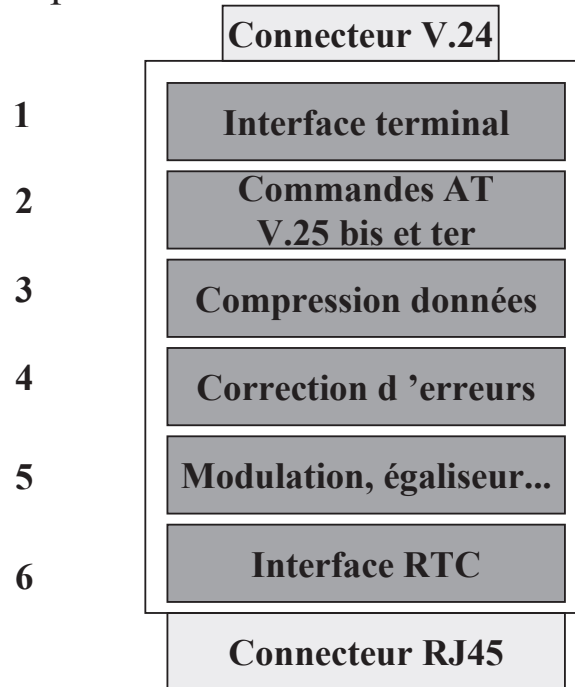 Connecteur V.24
1 Interface terminal
2 Commandes AT
V.25 bis et ter
3 Compression données
4 Correction d ’erreurs
5 Modulation, égaliseur...
6 Interface RTC
Connecteur RJ45